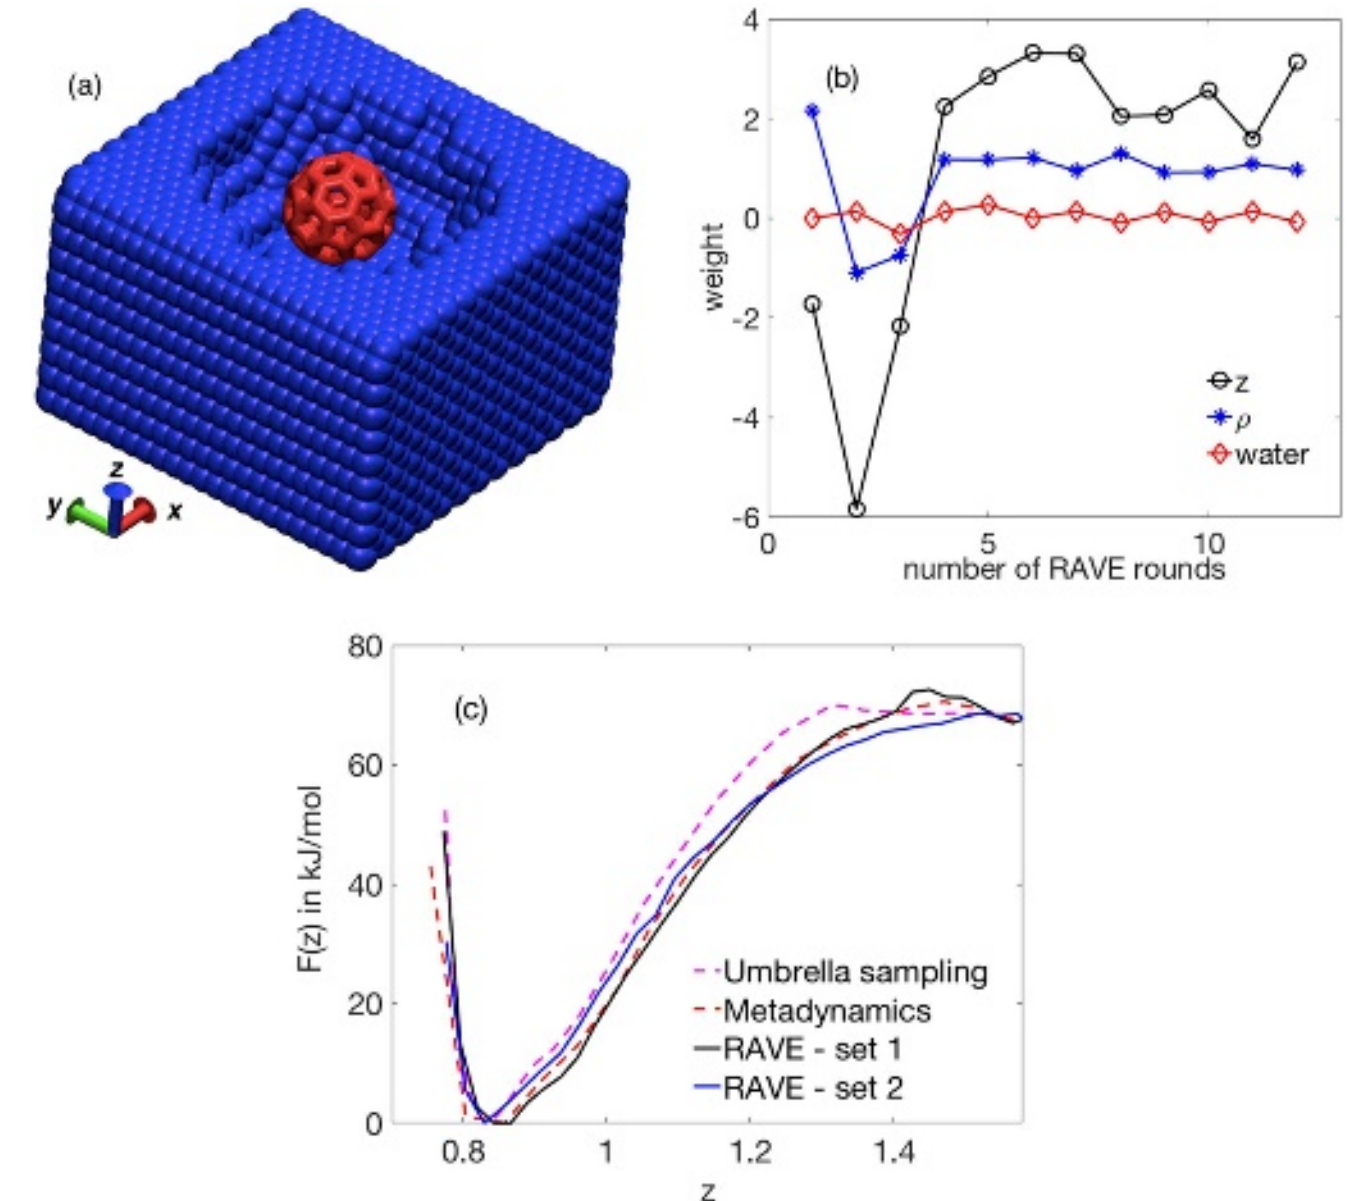 (a)
z
y
x
(b)
4
2
0
-2
-4
-6
weight
0
5
10
number of RAVE rounds
z
ρ
water
(c)
80
60
40
20
0
F(z) in kJ/mol
0.8
1
1.2
1.4
z
Umbrella sampling
Metadynamics
RAVE - set 1
RAVE - set 2